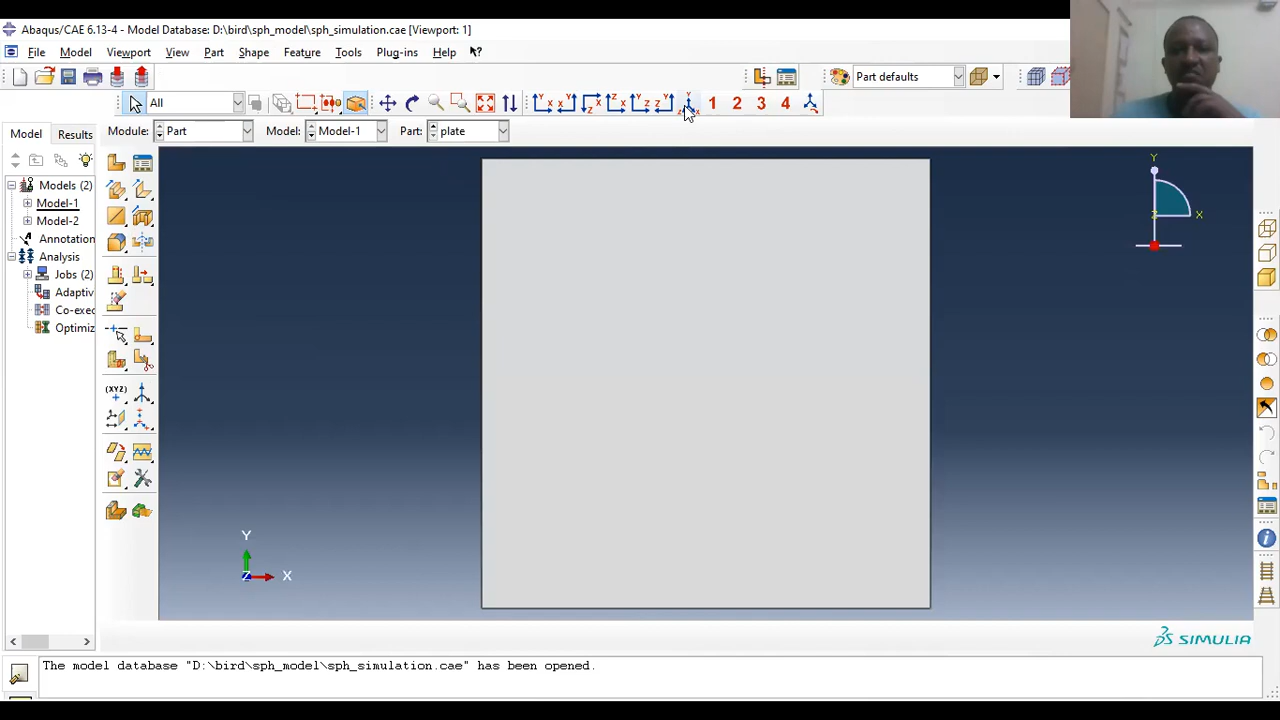 Abaqus/CAE 6.13-4 - Model Database: D:\bird\sph_model\sph_simulation.cae [Viewport: 1]
File Model Viewport View Part Shape Feature Tools Plug-ins Help
Part defaults
All
1 2 3 4
Model Results
Module: Part Model: Model-1 Part: plate
Models (2)
Model-1
Model-2
Annotation
Analysis
Jobs (2)
Adaptiv
Co-exec
Optimiz
(XYZ)
Y
X
Z
Y
X
Z
SIMULIA
The model database "D:\bird\sph_model\sph_simulation.cae" has been opened.